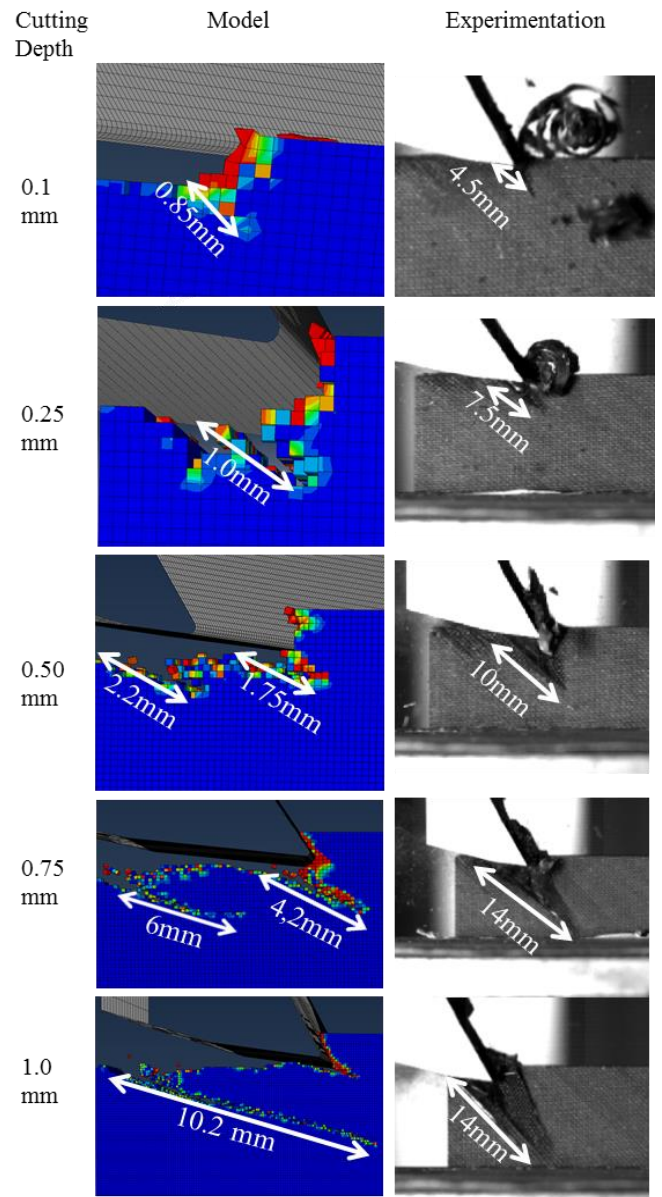 Cutting Depth
Model
Experimentation
0.1 mm
0.85mm
4.5mm
0.25 mm
1.0mm
7.5mm
0.50 mm
2.2mm
1.75mm
10mm
0.75 mm
6mm
4,2mm
14mm
1.0 mm
10.2 mm
14mm